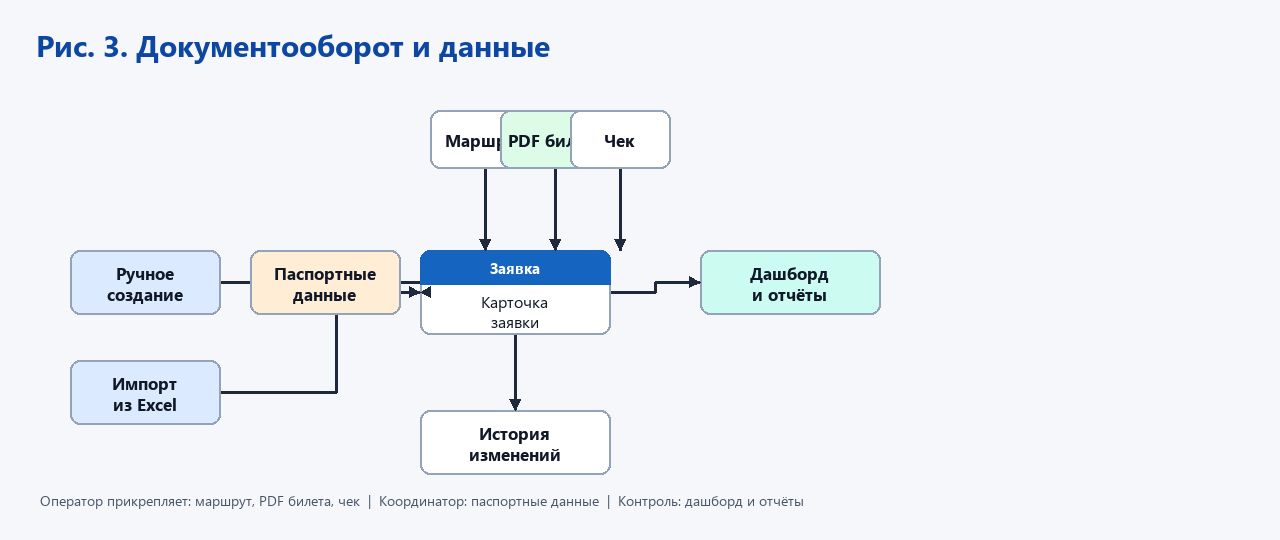 Рис. 3. Документооборот и данные
Марш
PDF бил
Чек
Ручное
создание
Паспортные
данные
Заявка
Карточка
заявки
Дашборд
и отчёты
Импорт
из Excel
История
изменений
Оператор прикрепляет: маршрут, PDF билета, чек | Координатор: паспортные данные | Контроль: дашборд и отчёты